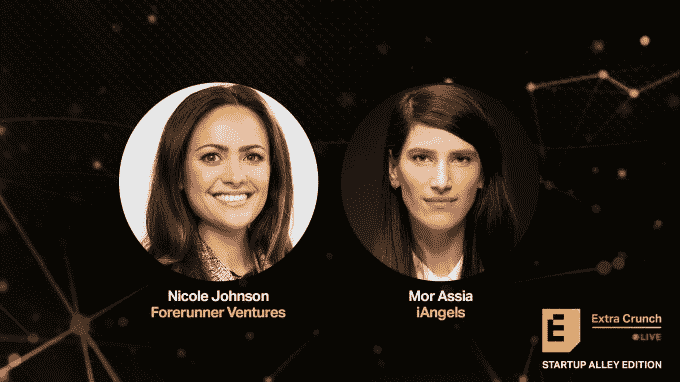 Nicole Johnson
Forerunner Ventures
Mor Assia
iAngels
E
Extra Crunch
LIVE
STARTUP ALLEY EDITION